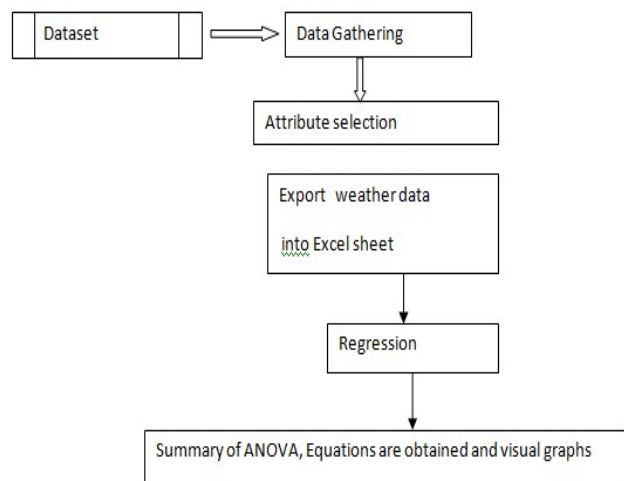 Dataset
Data Gathering
Attribute selection
Export weather data
into Excel sheet
Regression
Summary of ANOVA, Equations are obtained and visual graphs